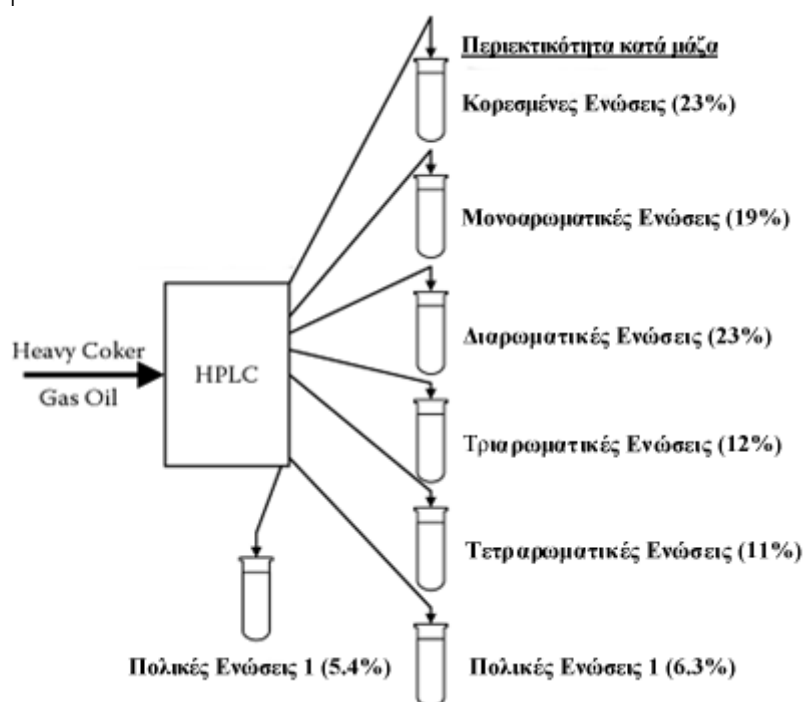 Περιεκτικότητα κατά μάζα
Κορεσμένες Ενώσεις (23%)
Μονοαρωματικές Ενώσεις (19%)
Διαρωματικές Ενώσεις (23%)
Heavy Coker
Gas Oil
HPLC
Τριαρωματικές Ενώσεις (12%)
Τετραρωματικές Ενώσεις (11%)
Πολικές Ενώσεις 1 (5.4%)
Πολικές Ενώσεις 1 (6.3%)